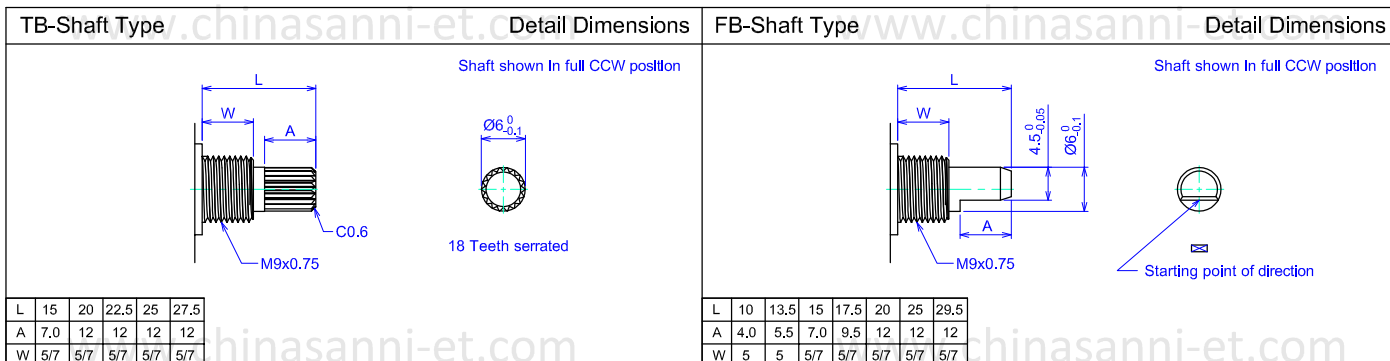 www.chinasanni-et.com
TB-Shaft Type Detail Dimensions
Shaft shown in full CCW position
L
W
A
Ø6 0 -0.1
C0.6
M9x0.75
18 Teeth serrated
L 15 20 22.5 25 27.5
A 7.0 12 12 12 12
W 5/7 5/7 5/7 5/7 5/7
www.chinasanni-et.com
www.chinasanni-et.com
FB-Shaft Type Detail Dimensions
Shaft shown in full CCW position
L
W
4.5 0 -0.05
Ø6 0 -0.1
A
M9x0.75
Starting point of direction
L 10 13.5 15 17.5 20 25 29.5
A 4.0 5.5 7.0 9.5 12 12 12
W 5 5 5/7 5/7 5/7 5/7 5/7
www.chinasanni-et.com